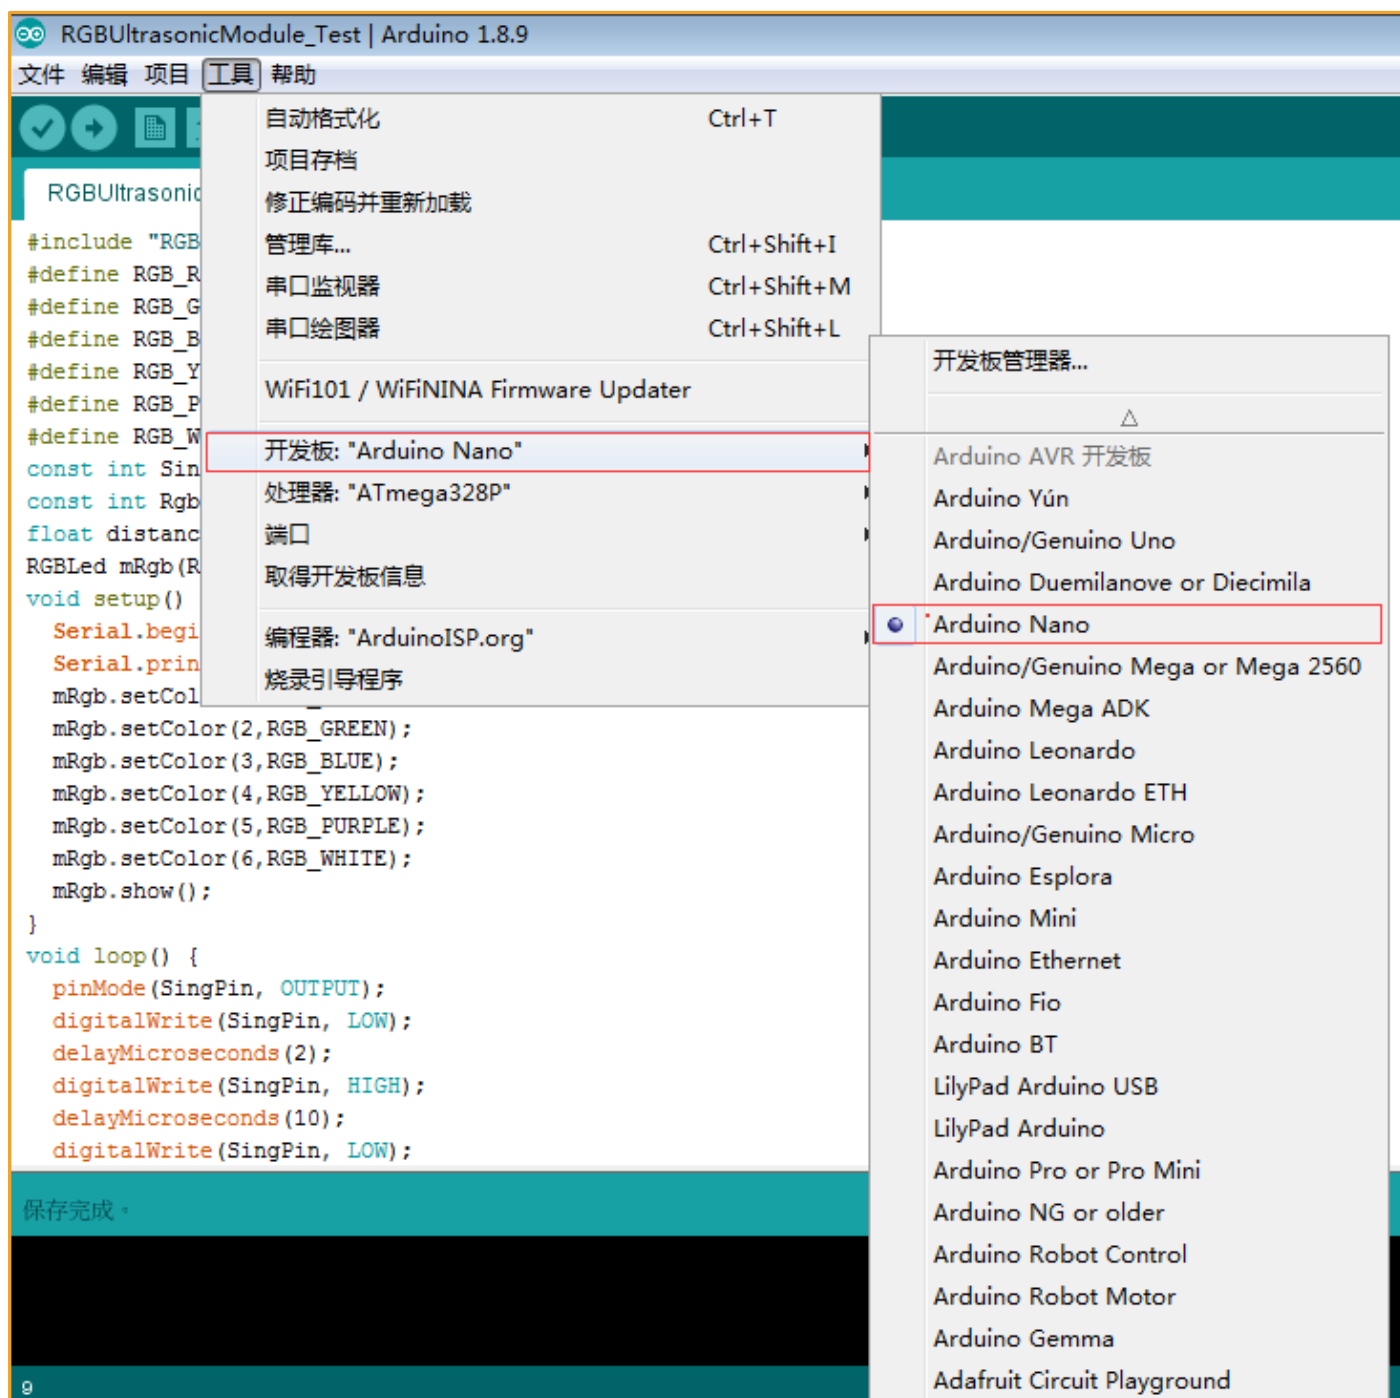 RGBUltrasonicModule_Test | Arduino 1.8.9
文件 编辑 项目 工具 帮助
自动格式化 Ctrl+T
项目存档
修正编码并重新加载
管理库... Ctrl+Shift+I
串口监视器 Ctrl+Shift+M
串口绘图器 Ctrl+Shift+L
WiFi101 / WiFiNINA Firmware Updater
开发板: "Arduino Nano"
处理器: "ATmega328P"
端口
取得开发板信息
编程器: "ArduinoISP.org"
烧录引导程序
开发板管理器...
Arduino AVR 开发板
Arduino Yún
Arduino/Genuino Uno
Arduino Duemilanove or Diecimila
Arduino Nano
Arduino/Genuino Mega or Mega 2560
Arduino Mega ADK
Arduino Leonardo
Arduino Leonardo ETH
Arduino/Genuino Micro
Arduino Esplora
Arduino Mini
Arduino Ethernet
Arduino Fio
Arduino BT
LilyPad Arduino USB
LilyPad Arduino
Arduino Pro or Pro Mini
Arduino NG or older
Arduino Robot Control
Arduino Robot Motor
Arduino Gemma
Adafruit Circuit Playground
RGBUltrasonic
#include "RGB
#define RGB_R
#define RGB_G
#define RGB_B
#define RGB_Y
#define RGB_P
#define RGB_W
const int Sin
const int Rgb
float distanc
RGBLed mRgb(R
void setup()
Serial.begi
Serial.prin
mRgb.setCol
mRgb.setColor(2,RGB_GREEN);
mRgb.setColor(3,RGB_BLUE);
mRgb.setColor(4,RGB_YELLOW);
mRgb.setColor(5,RGB_PURPLE);
mRgb.setColor(6,RGB_WHITE);
mRgb.show();
}
void loop() {
pinMode(SingPin, OUTPUT);
digitalWrite(SingPin, LOW);
delayMicroseconds(2);
digitalWrite(SingPin, HIGH);
delayMicroseconds(10);
digitalWrite(SingPin, LOW);
保存完成。
9